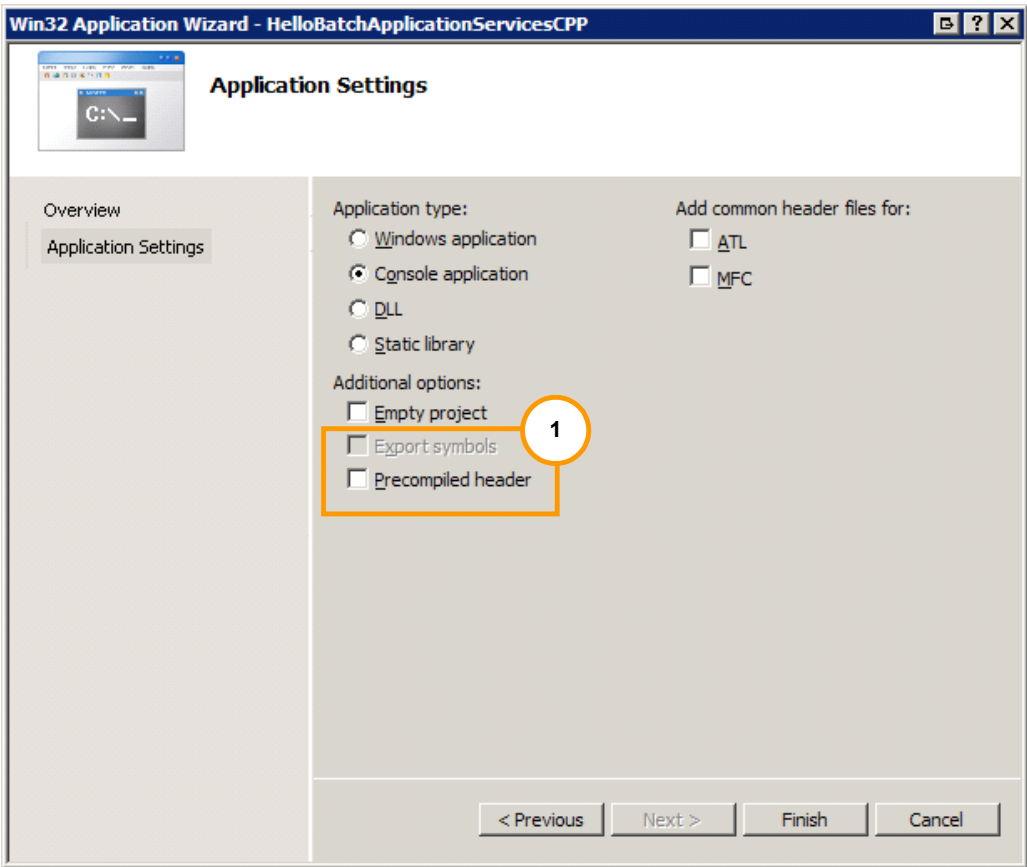 Win32 Application Wizard - HelloBatchApplicationServicesCPP
C:\_
Application Settings
Overview
Application Settings
Application type:
Windows application
Console application
DLL
Static library
Additional options:
Empty project
Export symbols
Precompiled header
1
Add common header files for:
ATL
MFC
< Previous
Next >
Finish
Cancel